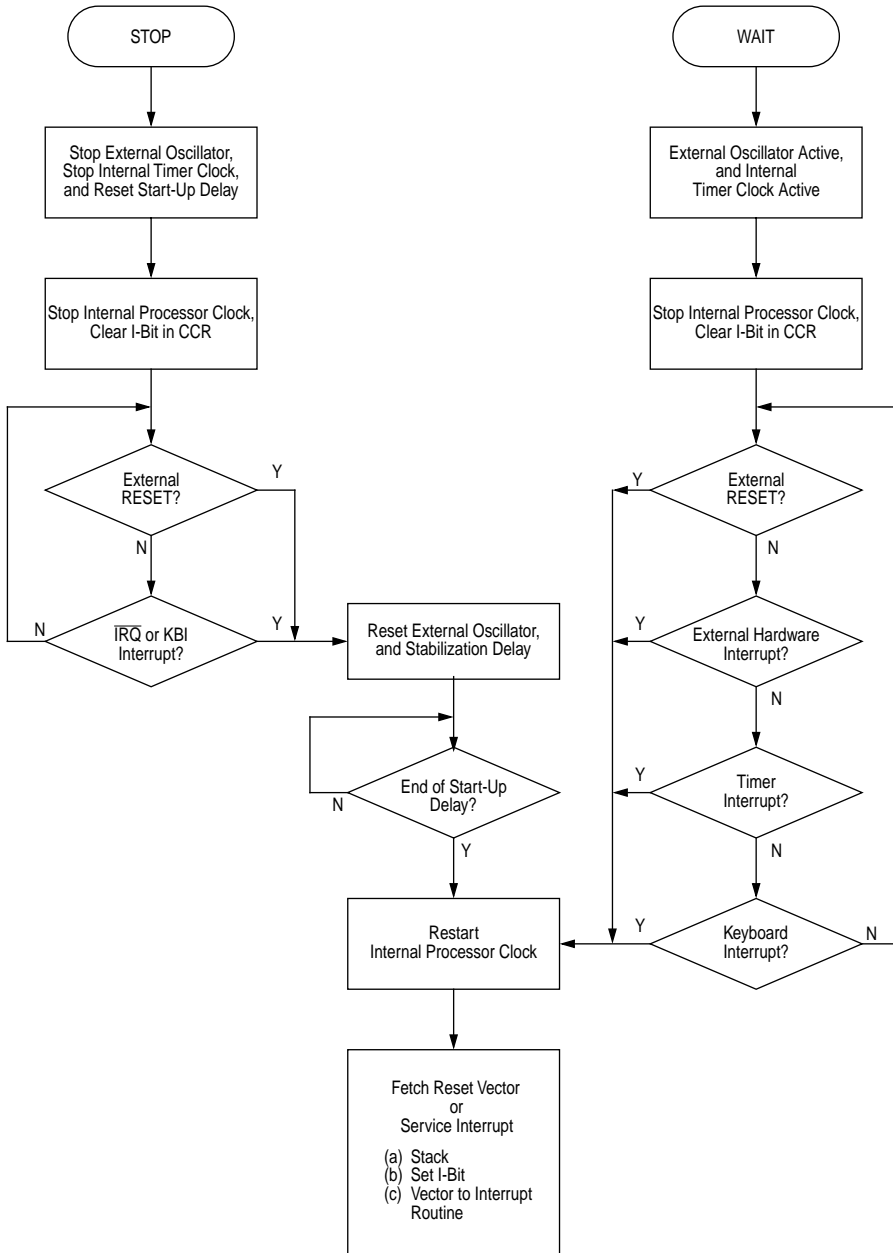 STOP
Stop External Oscillator,
Stop Internal Timer Clock,
and Reset Start-Up Delay
Stop Internal Processor Clock,
Clear I-Bit in CCR
External
RESET?
Y
N
IRQ or KBI
Interrupt?
N
Y
Reset External Oscillator,
and Stabilization Delay
End of Start-Up
Delay?
N
Y
WAIT
External Oscillator Active,
and Internal
Timer Clock Active
Stop Internal Processor Clock,
Clear I-Bit in CCR
External
RESET?
Y
N
External Hardware
Interrupt?
Y
N
Timer
Interrupt?
Y
N
Keyboard
Interrupt?
Y
N
Restart
Internal Processor Clock
Fetch Reset Vector
or
Service Interrupt
(a) Stack
(b) Set I-Bit
(c) Vector to Interrupt
Routine